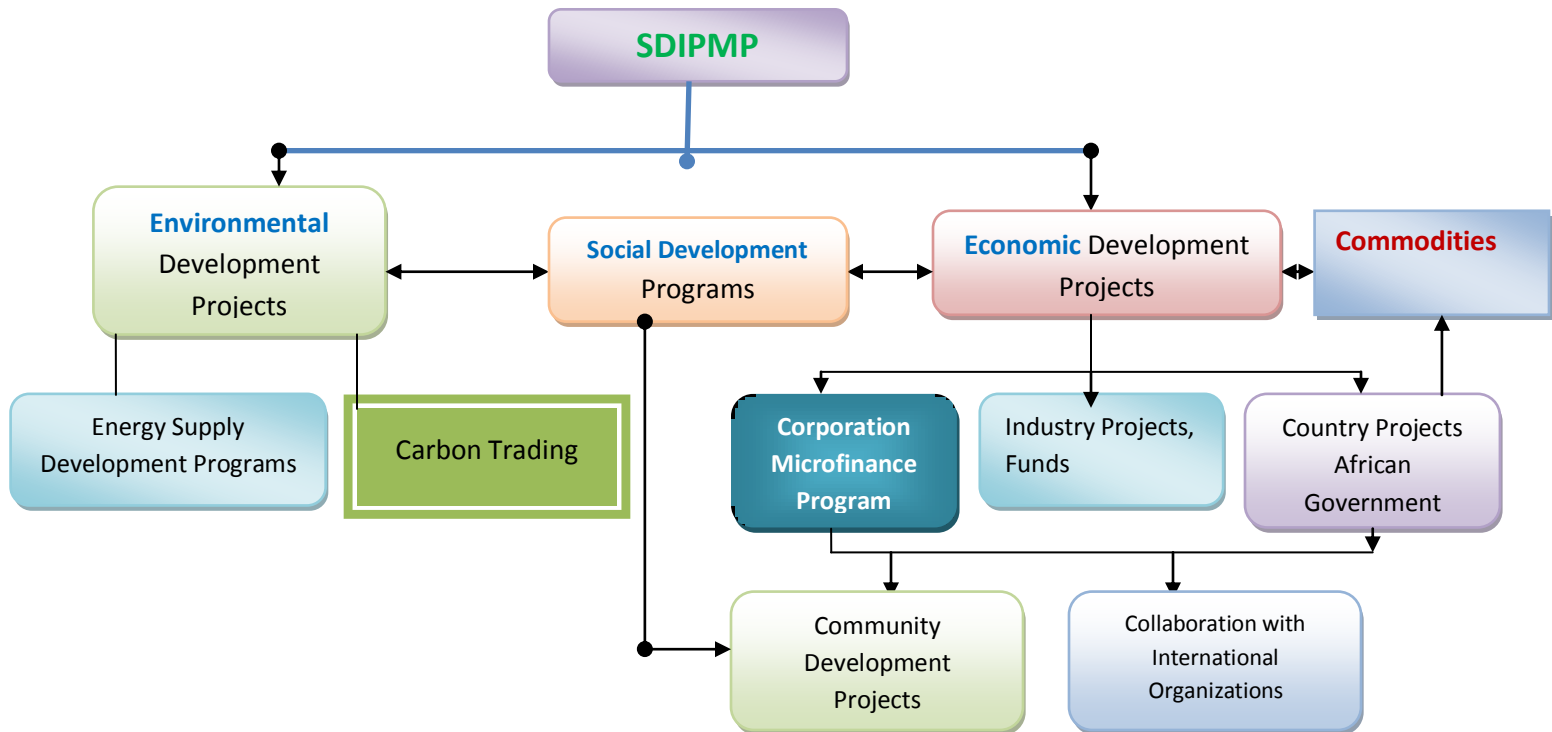 SDIPMP
Environmental
Development
Projects
Social Development
Programs
Economic Development
Projects
Commodities
Energy Supply
Development Programs
Carbon Trading
Corporation
Microfinance
Program
Industry Projects,
Funds
Country Projects
African
Government
Community
Development
Projects
Collaboration with
International
Organizations